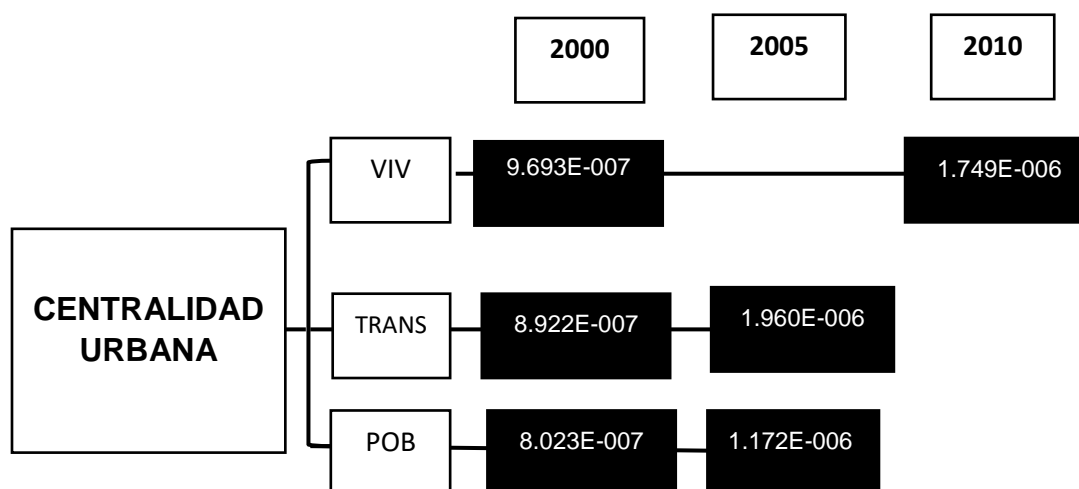 2000
2005
2010
VIV
9.693E-007
1.749E-006
CENTRALIDAD
URBANA
TRANS
8.922E-007
1.960E-006
POB
8.023E-007
1.172E-006